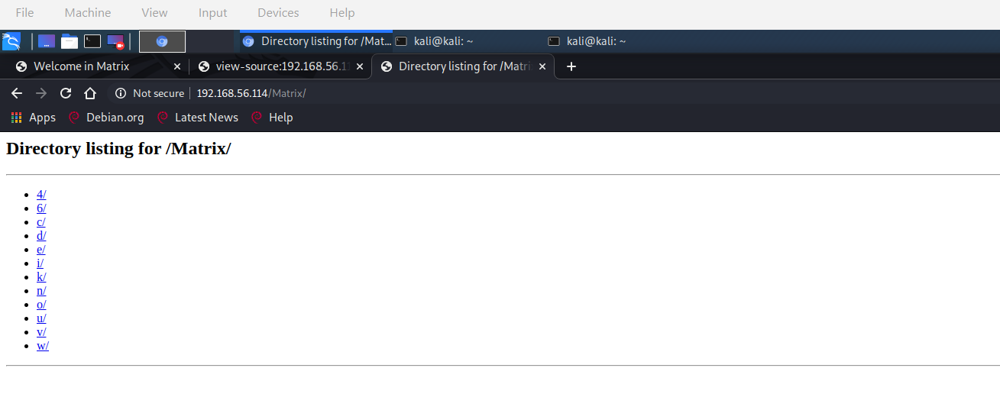 File Machine View Input Devices Help
Directory listing for /Mat... kali@kali: ~ kali@kali: ~
Welcome in Matrix view-source:192.168.56.11 Directory listing for /Matri
Not secure 192.168.56.114/Matrix/
Apps Debian.org Latest News Help
Directory listing for /Matrix/
4/
6/
c/
d/
e/
i/
k/
n/
o/
u/
v/
w/